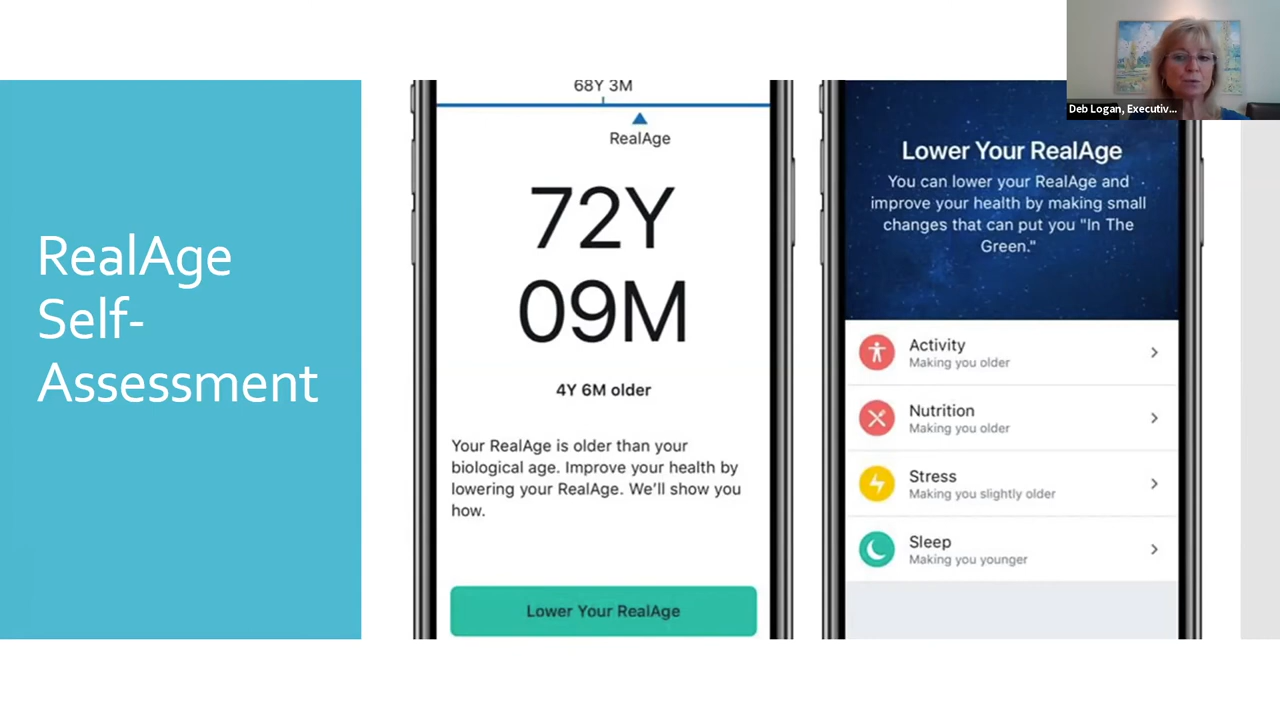 RealAge
Self-
Assessment
68Y 3M
RealAge
72Y
09M
4Y 6M older
Your RealAge is older than your
biological age. Improve your health by
lowering your RealAge. We'll show you
how.
Lower Your RealAge
Lower Your RealAge
You can lower your RealAge and
improve your health by making small
changes that can put you "In The
Green."
Activity
Making you older
Nutrition
Making you older
Stress
Making you slightly older
Sleep
Making you younger
Deb Logan, Executiv...